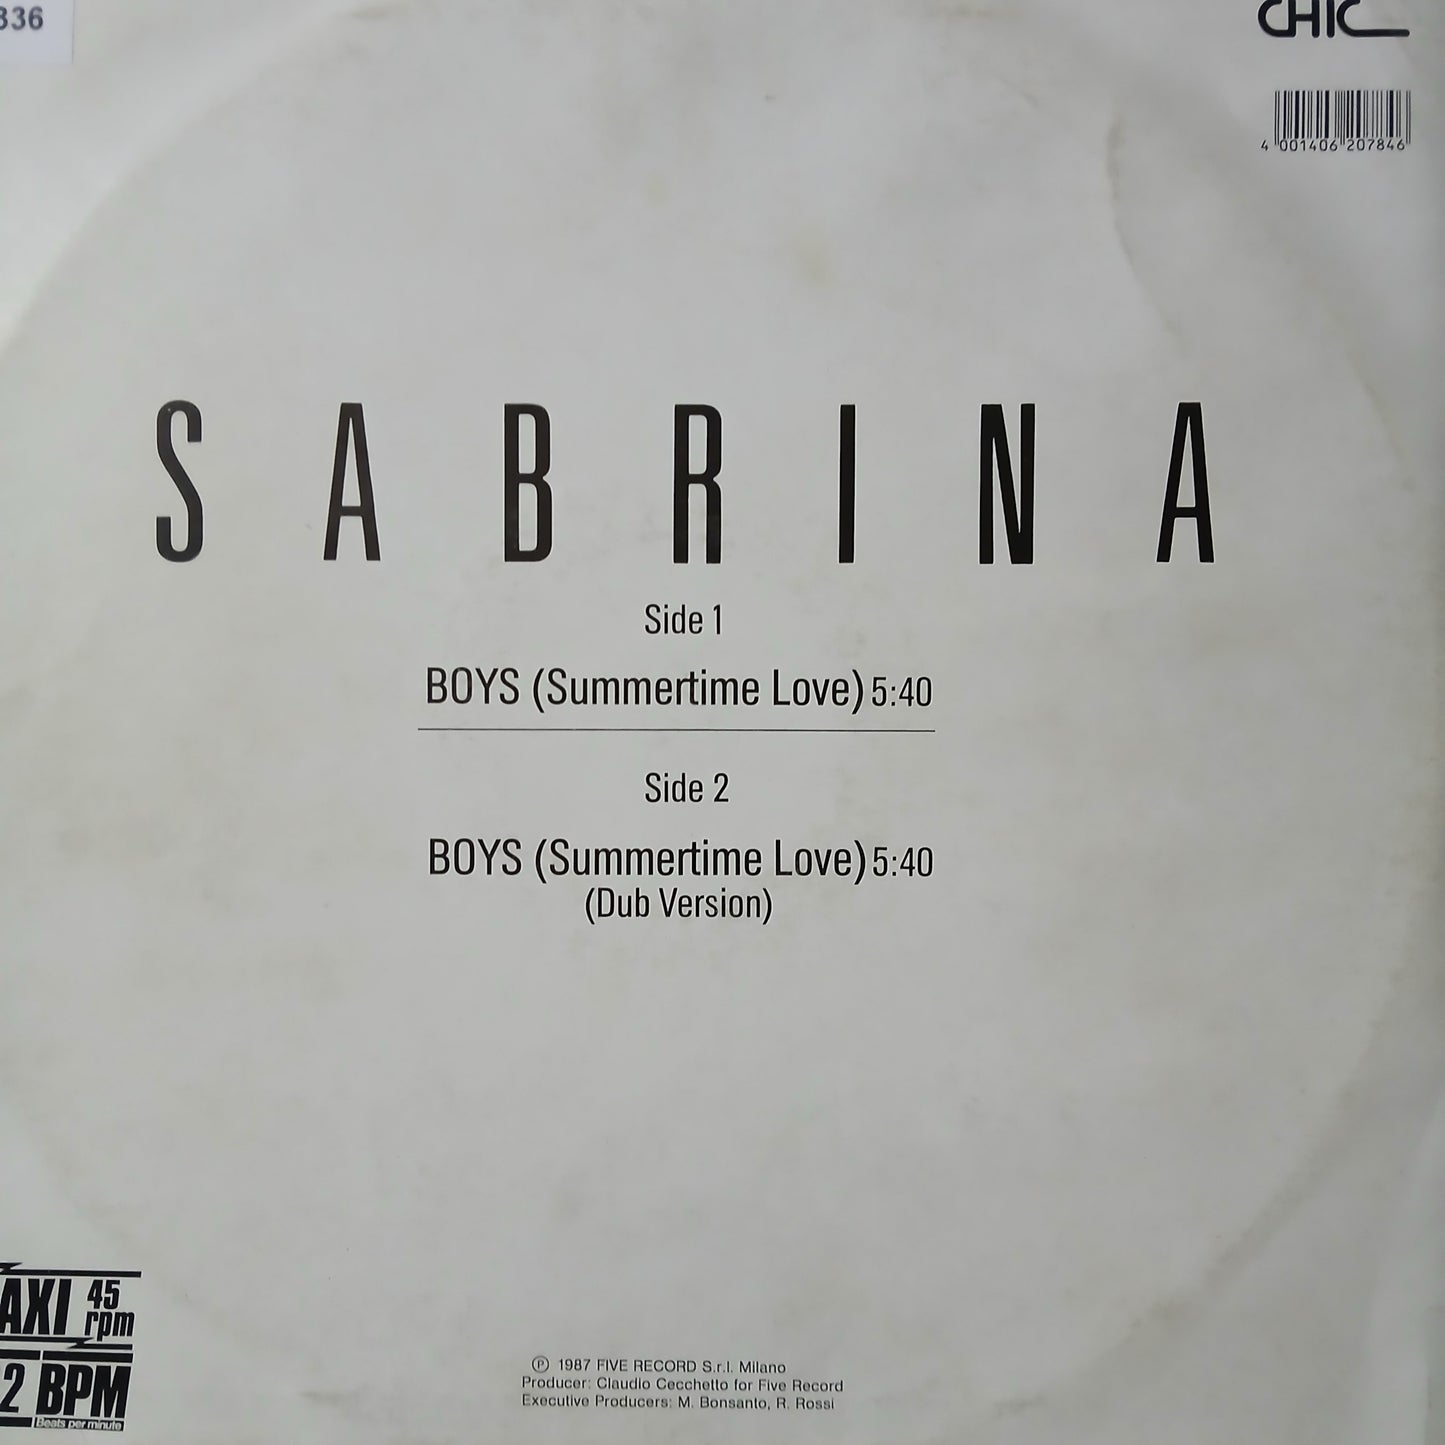 336
CHIC
4 001406 207846
SABRINA
Side 1
BOYS (Summertime Love) 5:40
Side 2
BOYS (Summertime Love) 5:40
(Dub Version)
AXI 45 rpm
2 BPM
Beats per minute
Ⓟ 1987 FIVE RECORD S.r.l. Milano
Producer: Claudio Cecchetto for Five Record
Executive Producers: M. Bonsanto, R. Rossi